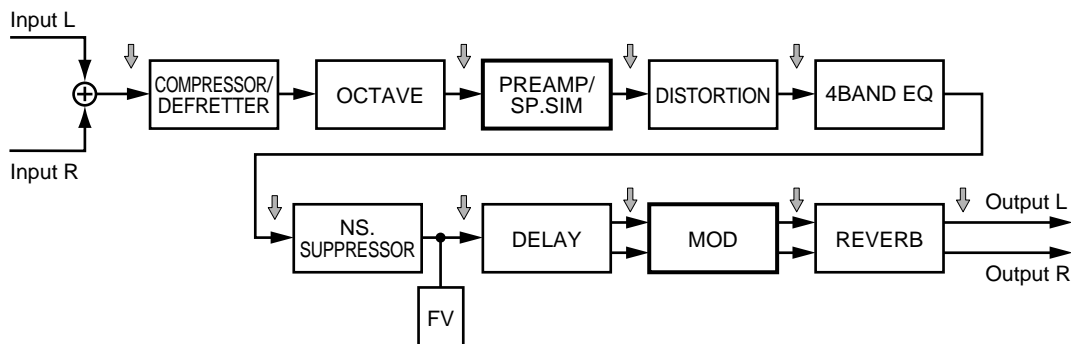 Input L
Input R
COMPRESSOR/
DEFRETTER
OCTAVE
PREAMP/
SP.SIM
DISTORTION
4BAND EQ
NS.
SUPPRESSOR
FV
DELAY
MOD
REVERB
Output L
Output R